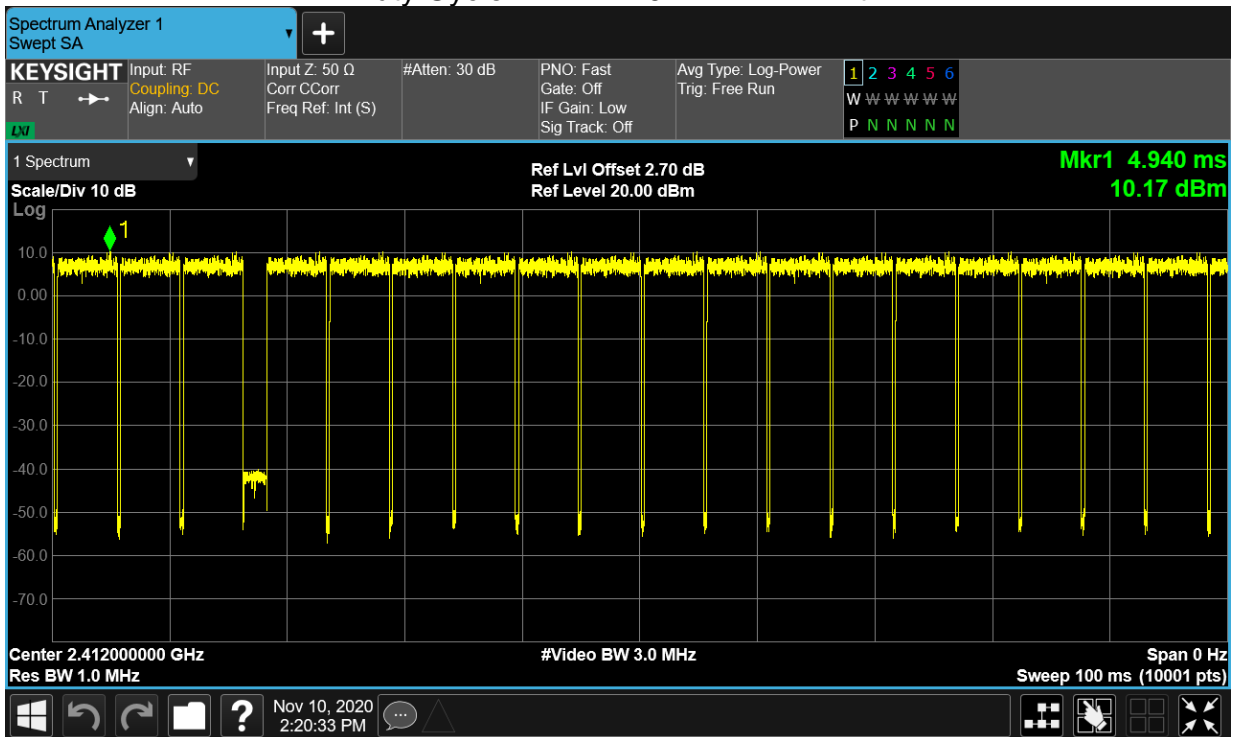 Spectrum Analyzer 1
Swept SA
KEYSIGHT
R T
LXI
Input: RF
Coupling: DC
Align: Auto
Input Z: 50 Ω
Corr CCorr
Freq Ref: Int (S)
#Atten: 30 dB
PNO: Fast
Gate: Off
IF Gain: Low
Sig Track: Off
Avg Type: Log-Power
Trig: Free Run
1 2 3 4 5 6
W W W W W W
P N N N N N
1 Spectrum
Scale/Div 10 dB
Ref Lvl Offset 2.70 dB
Ref Level 20.00 dBm
Mkr1 4.940 ms
10.17 dBm
Log
1
10.0
0.00
-10.0
-20.0
-30.0
-40.0
-50.0
-60.0
-70.0
Center 2.412000000 GHz
Res BW 1.0 MHz
#Video BW 3.0 MHz
Span 0 Hz
Sweep 100 ms (10001 pts)
?
Nov 10, 2020
2:20:33 PM